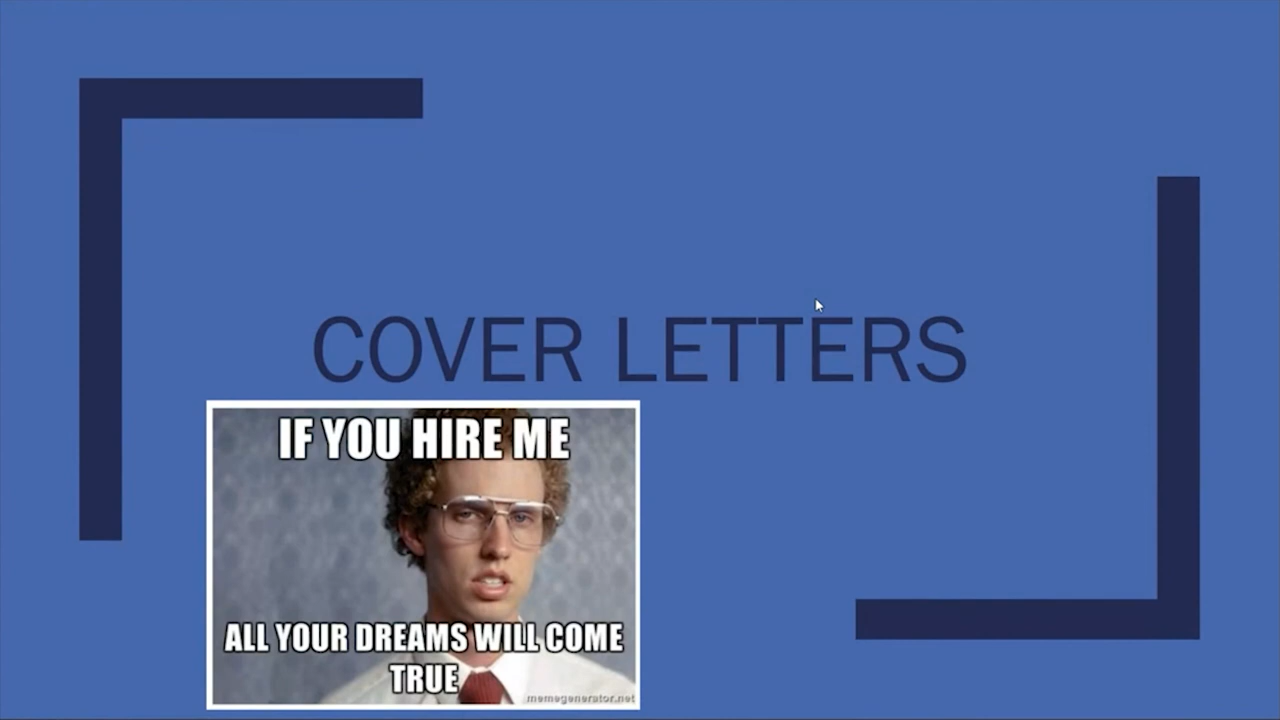 COVER LETTERS
IF YOU HIRE ME
ALL YOUR DREAMS WILL COME
TRUE
memegenerator.net